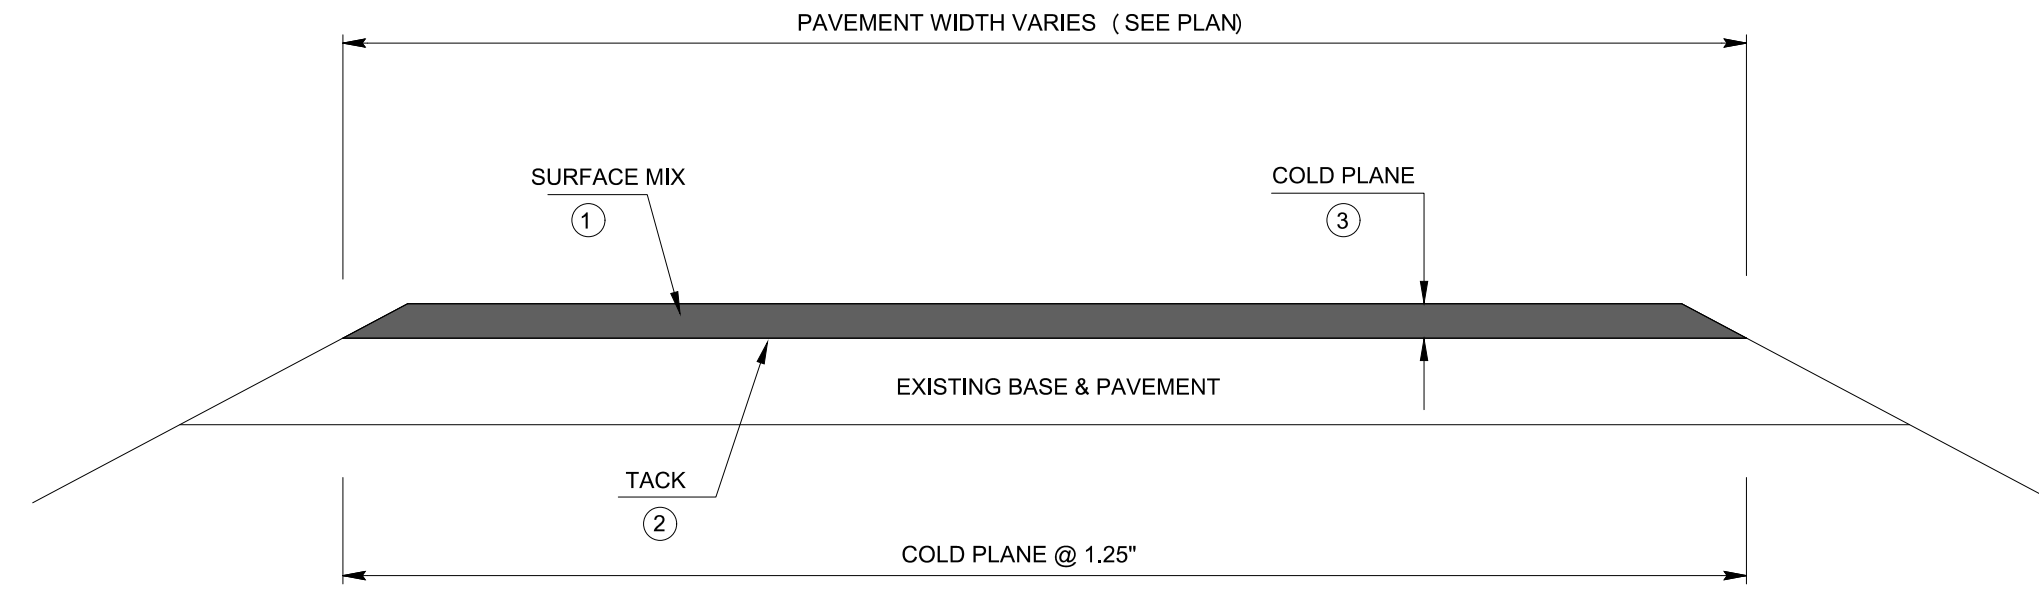 PAVEMENT WIDTH VARIES (SEE PLAN)
SURFACE MIX
1
COLD PLANE
3
EXISTING BASE & PAVEMENT
TACK
2
COLD PLANE @ 1.25"